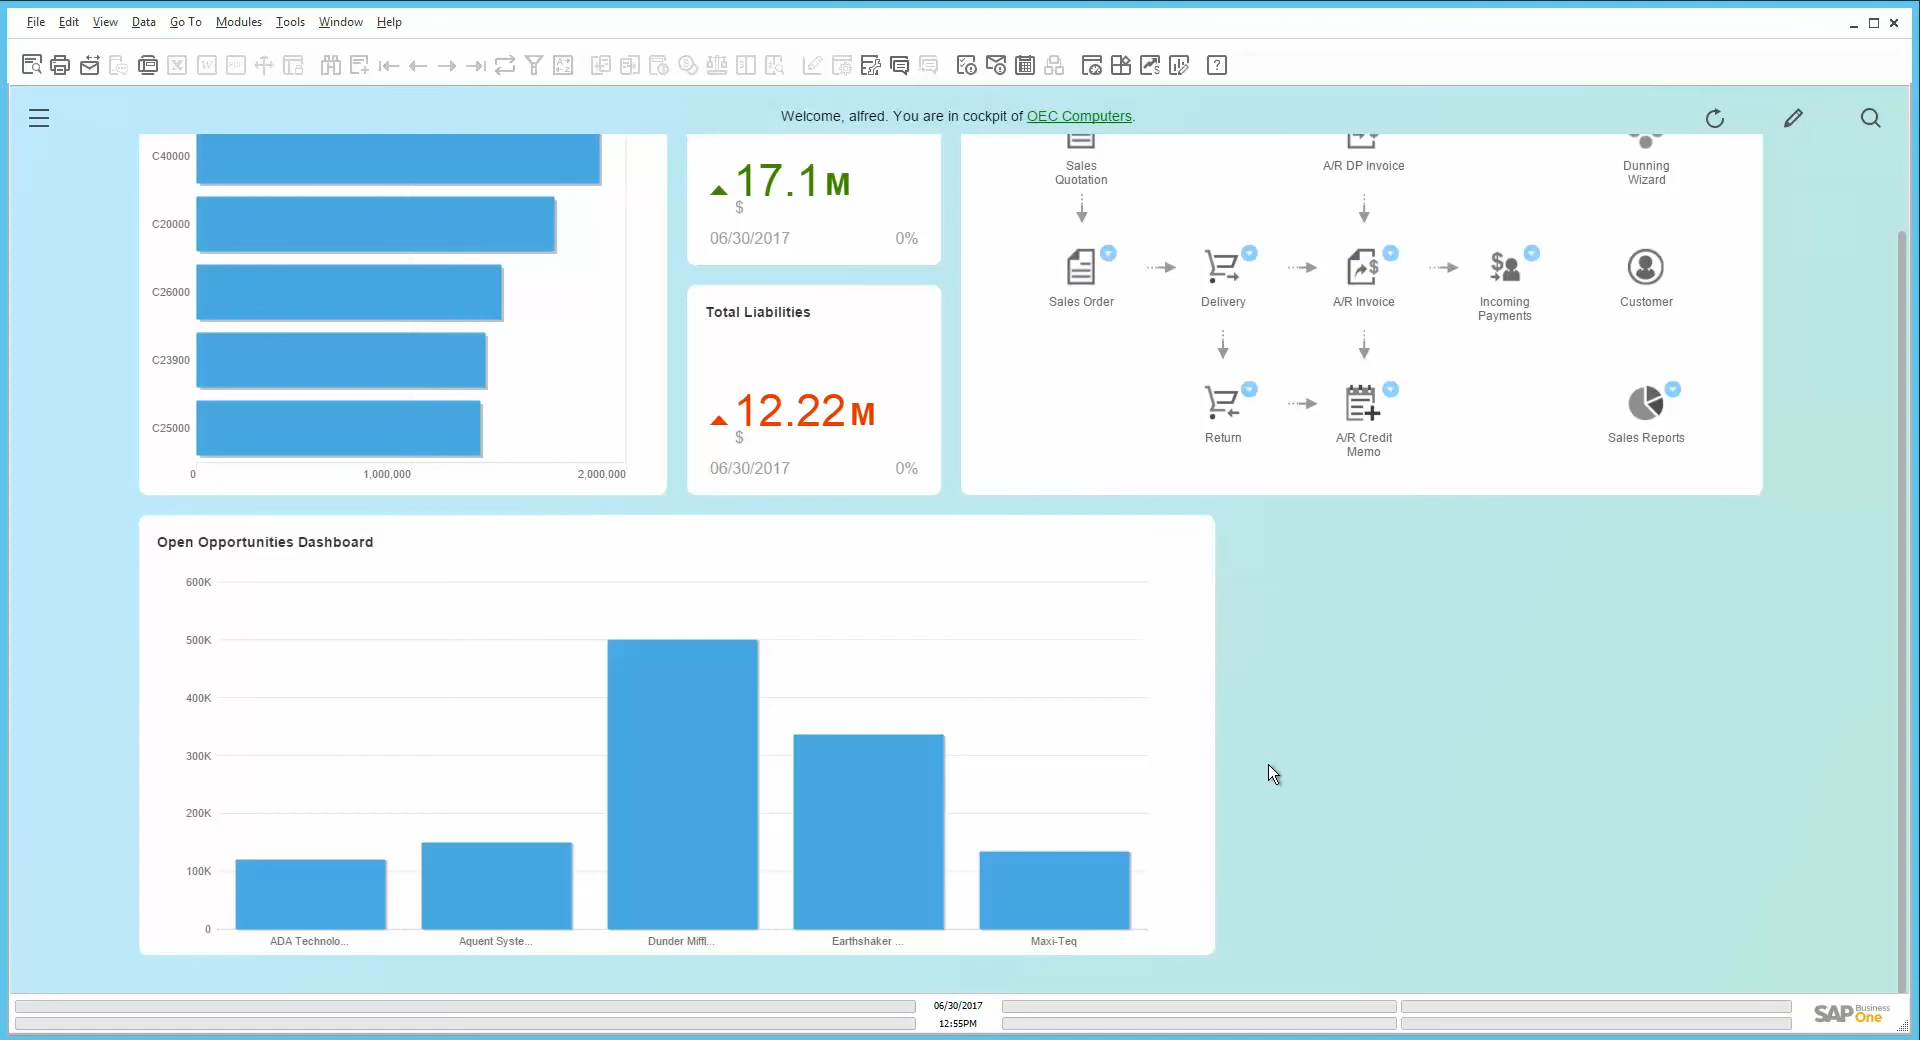 File Edit View Data Go To Modules Tools Window Help
Welcome, alfred. You are in cockpit of OEC Computers.
C40000
C20000
C26000
C23900
C25000
0 1,000,000 2,000,000
17.1M
$
06/30/2017 0%
Total Liabilities
12.22M
$
06/30/2017 0%
Sales
Quotation
A/R DP Invoice
Dunning
Wizard
Sales Order
Delivery
A/R Invoice
Incoming
Payments
Customer
Return
A/R Credit
Memo
Sales Reports
Open Opportunities Dashboard
600K
500K
400K
300K
200K
100K
0
ADA Technolo... Aquent Syste... Dunder Miffl... Earthshaker ... Maxi-Teq
06/30/2017
12:55PM
SAP Business One